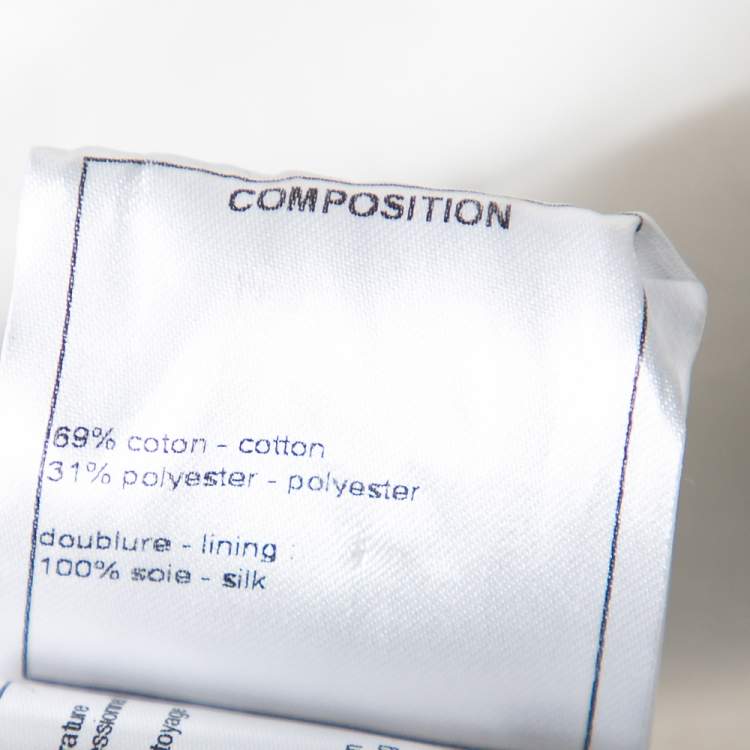 COMPOSITION
69% coton - cotton
31% polyester - polyester
doublure - lining :
100% soie - silk